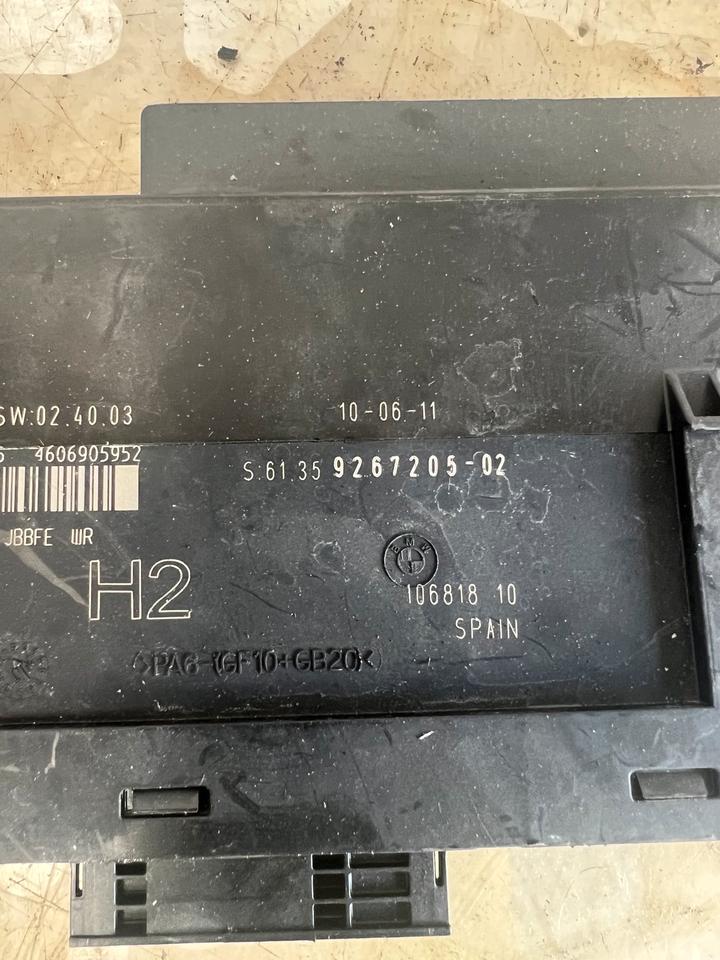 SW:02.40.03
10-06-11
4606905952
S:61.35 9267205-02
JBBFE WR
BMW
H2
106818 10
SPAIN
>PA6-(GF10+GB20)<